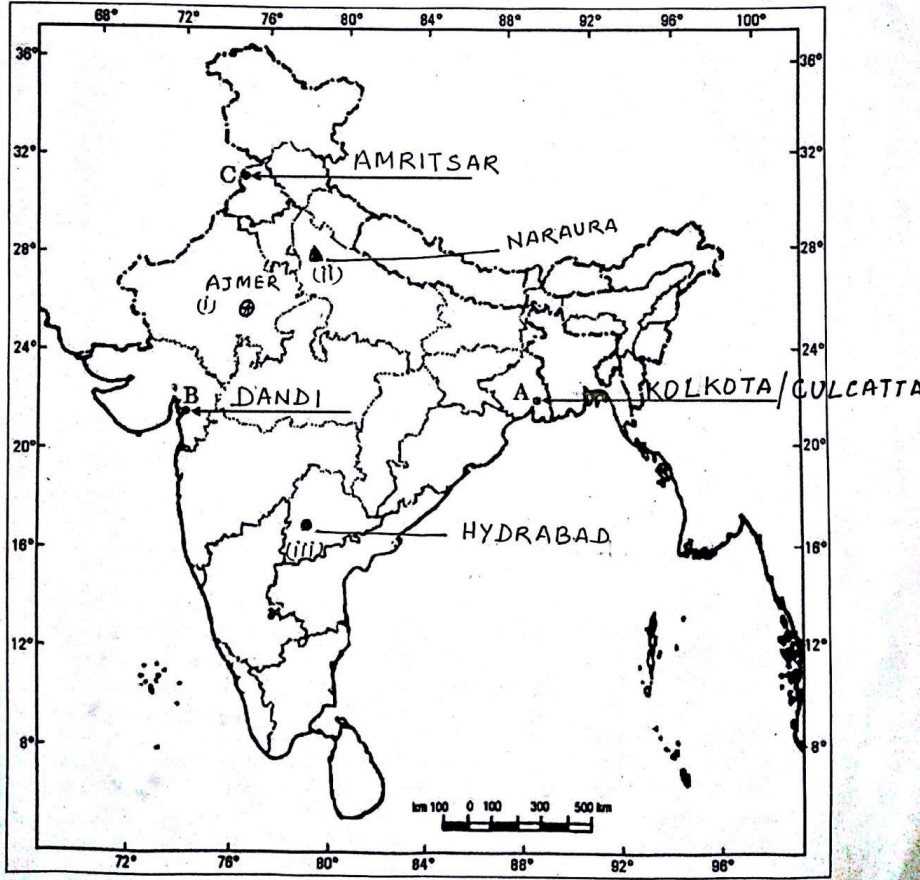 68° 72° 76° 80° 84° 88° 92° 96° 100°
36° 36°
32° 32°
C AMRITSAR
28° 28°
NARAURA
(ii)
AJMER
(i)
24° 24°
B DANDI A KOLKOTA/CULCATTA
20° 20°
HYDRABAD
(iii)
16° 16°
12° 12°
8° 8°
km 100 0 100 300 500 km
72° 76° 80° 84° 88° 92° 96°